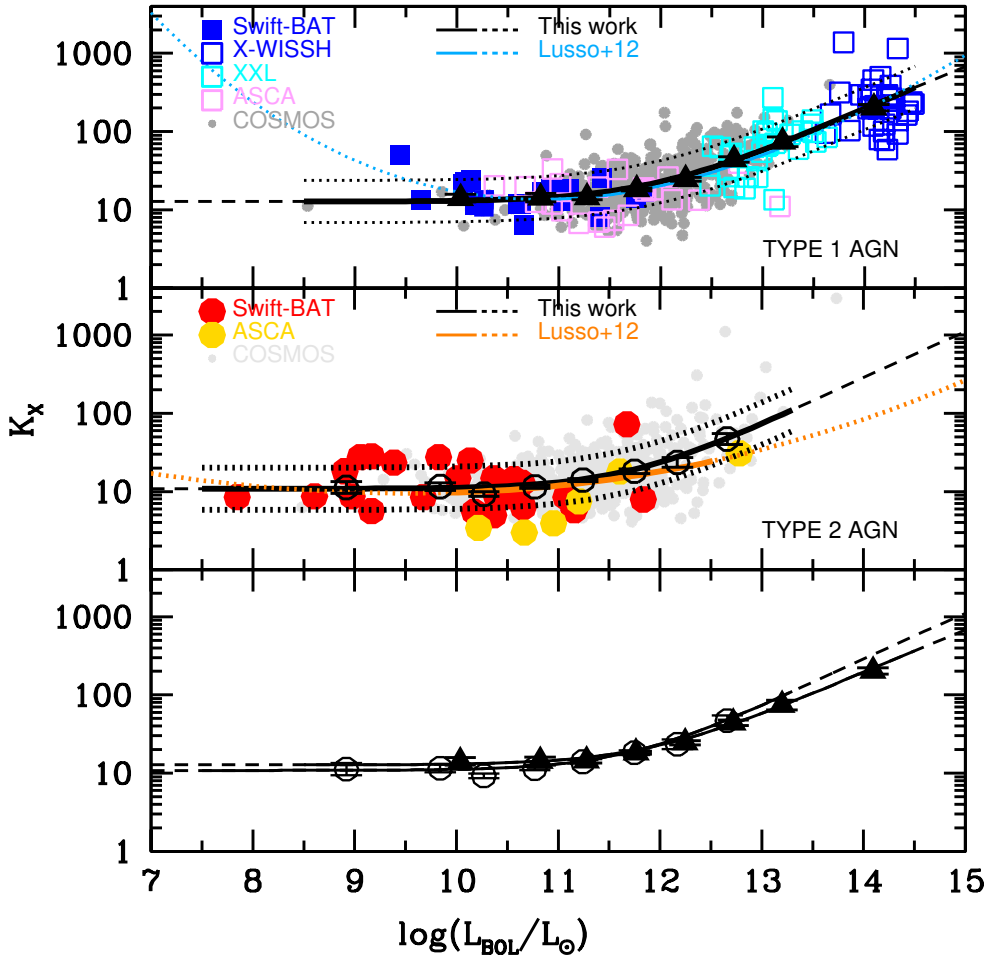 1000
100
10
1
Swift-BAT
X-WISSH
XXL
ASCA
COSMOS
This work
Lusso+12
TYPE 1 AGN
1000
100
10
1
Swift-BAT
ASCA
COSMOS
This work
Lusso+12
TYPE 2 AGN
K_X
1000
100
10
1
7 8 9 10 11 12 13 14 15
log(L_BOL/L_⊙)